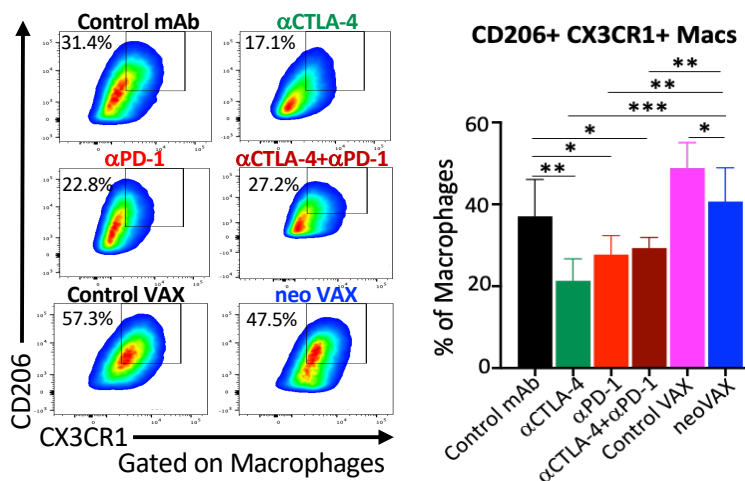 Control mAb
αCTLA-4
31.4%
17.1%
αPD-1
αCTLA-4+αPD-1
22.8%
27.2%
Control VAX
neo VAX
57.3%
47.5%
CD206
CX3CR1
Gated on Macrophages
CD206+ CX3CR1+ Macs
**
**
***
*
*
*
**
% of Macrophages
60
40
20
0
Control mAb
αCTLA-4
αPD-1
αCTLA-4+αPD-1
Control VAX
neoVAX